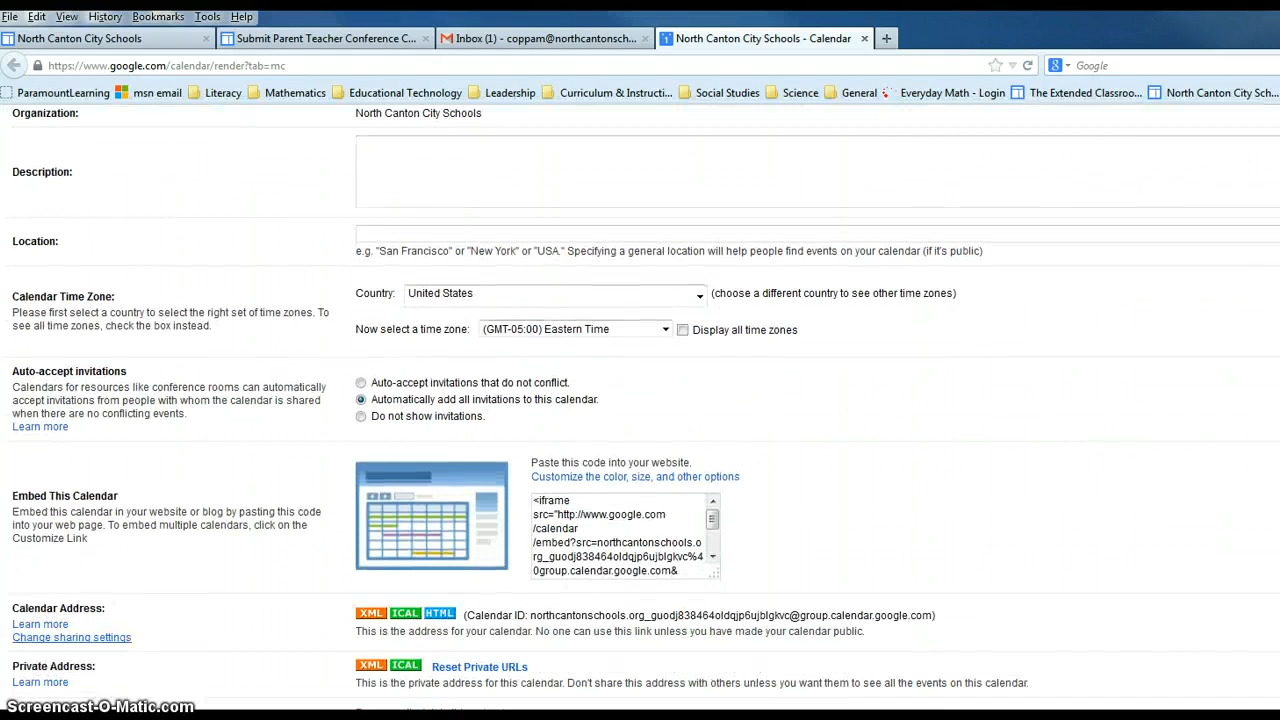 File Edit View History Bookmarks Tools Help
North Canton City Schools × Submit Parent Teacher Conference C... × Inbox (1) - coppam@northcantonsch... × North Canton City Schools - Calendar × +
https://www.google.com/calendar/render?tab=mc Google
ParamountLearning msn email Literacy Mathematics Educational Technology Leadership Curriculum & Instructi... Social Studies Science General Everyday Math - Login The Extended Classroo... North Canton City Sch...
Organization: North Canton City Schools
Description:
Location:
e.g. "San Francisco" or "New York" or "USA." Specifying a general location will help people find events on your calendar (if it's public)
Calendar Time Zone:
Please first select a country to select the right set of time zones. To
see all time zones, check the box instead.
Country: United States (choose a different country to see other time zones)
Now select a time zone: (GMT-05:00) Eastern Time Display all time zones
Auto-accept invitations
Calendars for resources like conference rooms can automatically
accept invitations from people with whom the calendar is shared
when there are no conflicting events.
Learn more
Auto-accept invitations that do not conflict.
Automatically add all invitations to this calendar.
Do not show invitations.
Embed This Calendar
Embed this calendar in your website or blog by pasting this code
into your web page. To embed multiple calendars, click on the
Customize Link
Paste this code into your website.
Customize the color, size, and other options
<iframe
src="http://www.google.com
/calendar
/embed?src=northcantonschools.o
rg_guodj838464oldqjp6ujblgkvc%4
0group.calendar.google.com&
Calendar Address:
Learn more
Change sharing settings
XML ICAL HTML (Calendar ID: northcantonschools.org_guodj838464oldqjp6ujblgkvc@group.calendar.google.com)
This is the address for your calendar. No one can use this link unless you have made your calendar public.
Private Address:
Learn more
XML ICAL Reset Private URLs
This is the private address for this calendar. Don't share this address with others unless you want them to see all the events on this calendar.
Screencast-O-Matic.com